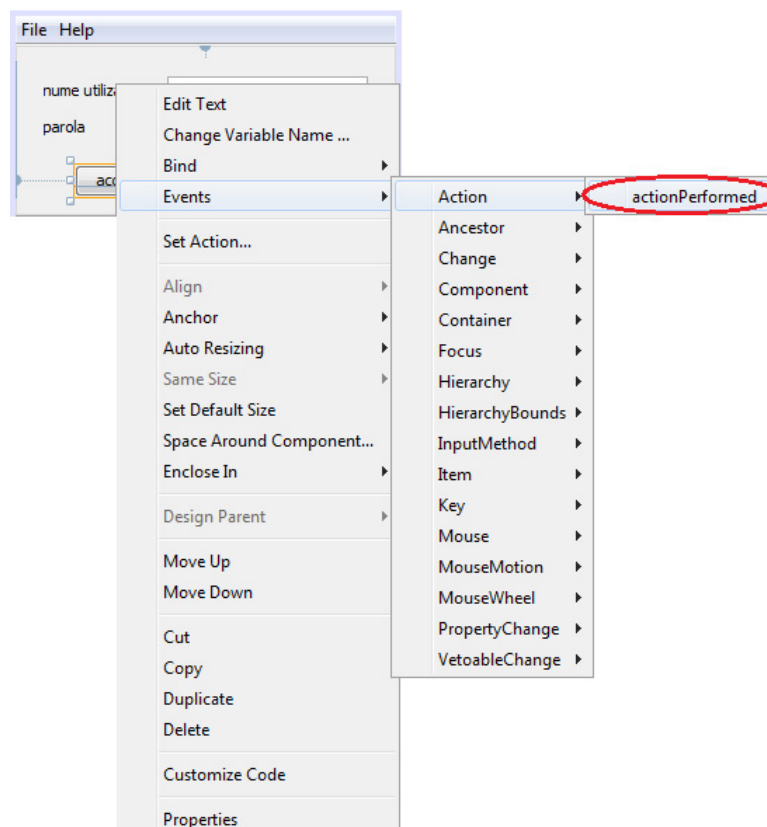 File Help
nume utiliz
parola
acc
Edit Text
Change Variable Name ...
Bind
Events
Set Action...
Align
Anchor
Auto Resizing
Same Size
Set Default Size
Space Around Component...
Enclose In
Design Parent
Move Up
Move Down
Cut
Copy
Duplicate
Delete
Customize Code
Properties
Action
Ancestor
Change
Component
Container
Focus
Hierarchy
HierarchyBounds
InputMethod
Item
Key
Mouse
MouseMotion
MouseWheel
PropertyChange
VetoableChange
actionPerformed